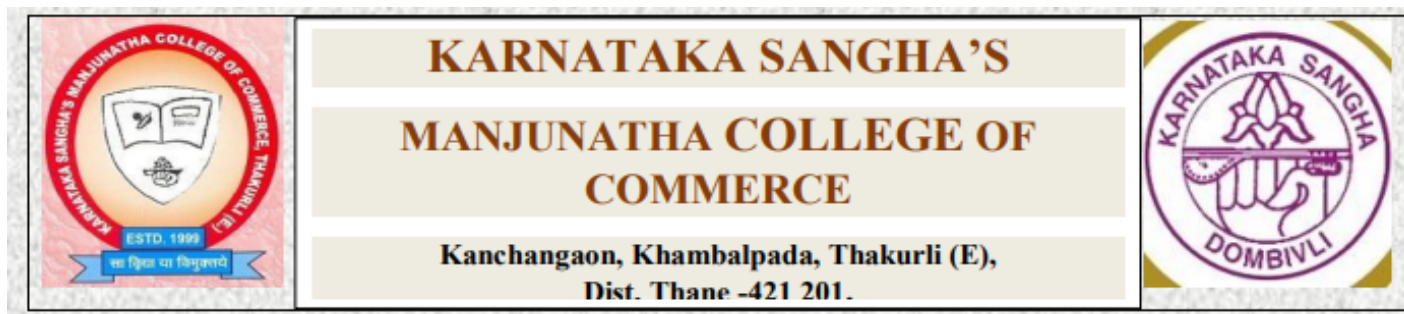 KARNATAKA SANGHA'S MANJUNATHA COLLEGE OF COMMERCE, THAKURLI (E.)
ESTD. 1999
सा विद्या या विमुक्तये
KARNATAKA SANGHA’S
MANJUNATHA COLLEGE OF
COMMERCE
Kanchangaon, Khambalpada, Thakurli (E),
Dist. Thane -421 201.
KARNATAKA SANGHA
DOMBIVLI